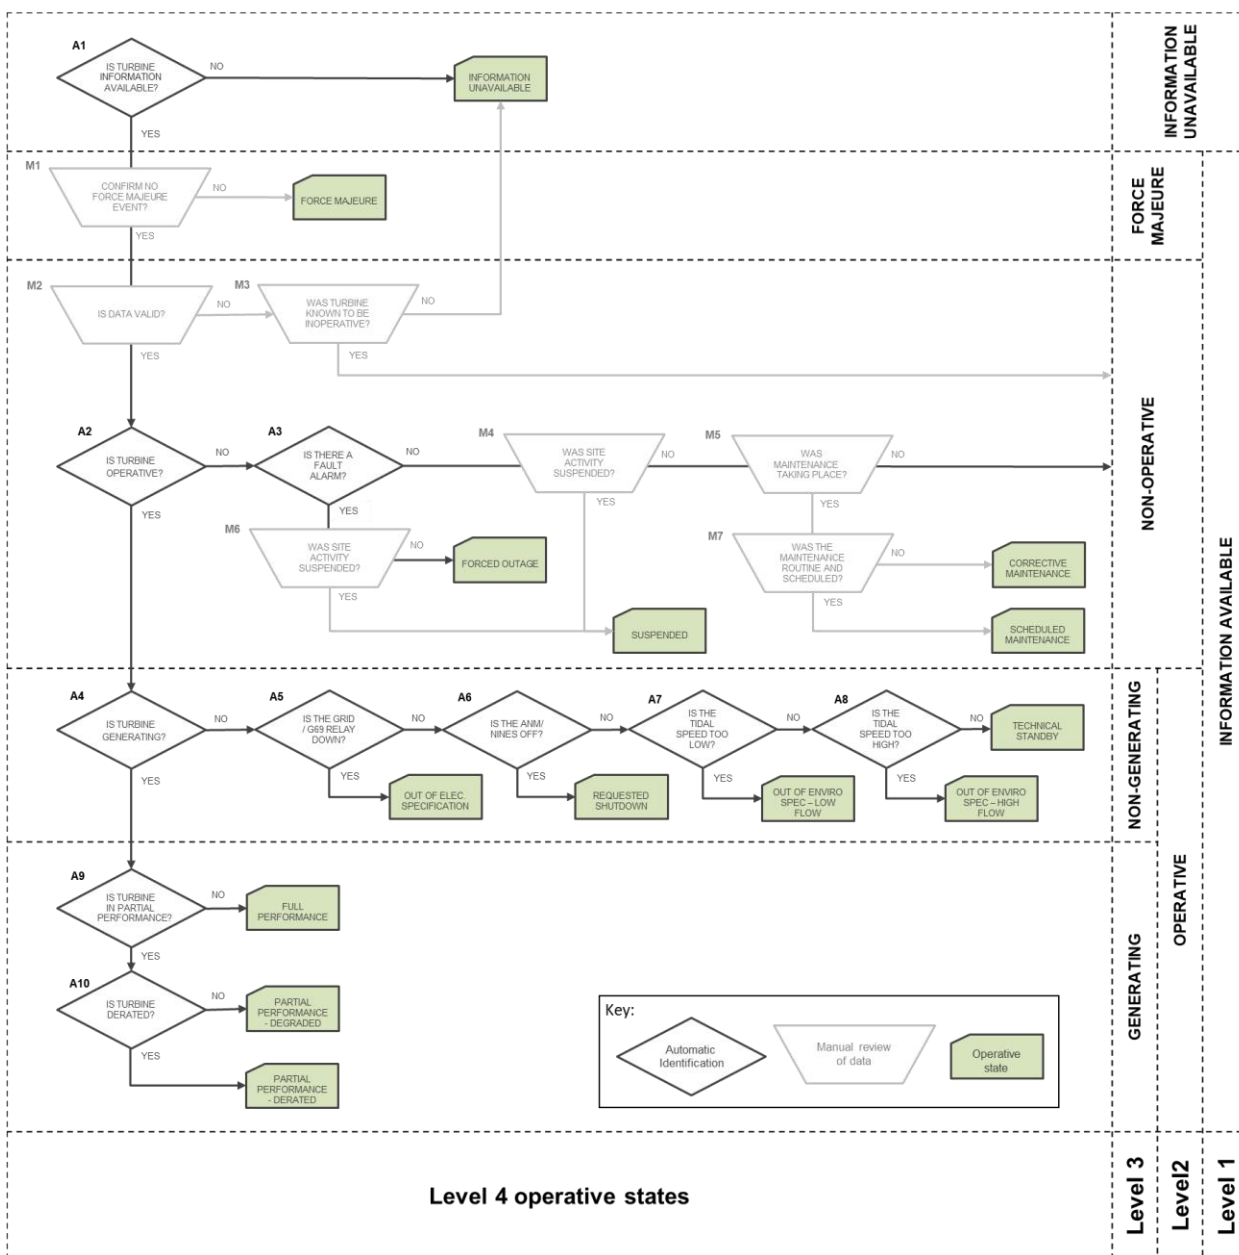 A1
IS TURBINE
INFORMATION
AVAILABLE?
NO
YES
INFORMATION
UNAVAILABLE
INFORMATION
UNAVAILABLE
M1
CONFIRM NO
FORCE MAJEURE
EVENT?
NO
YES
FORCE MAJEURE
FORCE
MAJEURE
M2
IS DATA VALID?
NO
YES
M3
WAS TURBINE
KNOWN TO BE
INOPERATIVE?
NO
YES
A2
IS TURBINE
OPERATIVE?
NO
YES
A3
IS THERE A
FAULT
ALARM?
NO
YES
M4
WAS SITE
ACTIVITY
SUSPENDED?
NO
YES
M5
WAS
MAINTENANCE
TAKING PLACE?
NO
YES
M6
WAS SITE
ACTIVITY
SUSPENDED?
NO
YES
FORCED OUTAGE
SUSPENDED
M7
WAS THE
MAINTENANCE
ROUTINE AND
SCHEDULED?
NO
YES
CORRECTIVE
MAINTENANCE
SCHEDULED
MAINTENANCE
NON-OPERATIVE
INFORMATION AVAILABLE
A4
IS TURBINE
GENERATING?
NO
YES
A5
IS THE GRID
/ G69 RELAY
DOWN?
NO
YES
OUT OF ELEC.
SPECIFICATION
A6
IS THE ANM/
NINES OFF?
NO
YES
REQUESTED
SHUTDOWN
A7
IS THE
TIDAL
SPEED TOO
LOW?
NO
YES
OUT OF ENVIRO
SPEC – LOW
FLOW
A8
IS THE
TIDAL
SPEED TOO
HIGH?
NO
YES
OUT OF ENVIRO
SPEC – HIGH
FLOW
TECHNICAL
STANDBY
NON-GENERATING
OPERATIVE
A9
IS TURBINE
IN PARTIAL
PERFORMANCE?
NO
YES
FULL
PERFORMANCE
A10
IS TURBINE
DERATED?
NO
YES
PARTIAL
PERFORMANCE
- DEGRADED
PARTIAL
PERFORMANCE
- DERATED
GENERATING
Key:
Automatic
Identification
Manual review
of data
Operative
state
Level 4 operative states
Level 3
Level2
Level 1